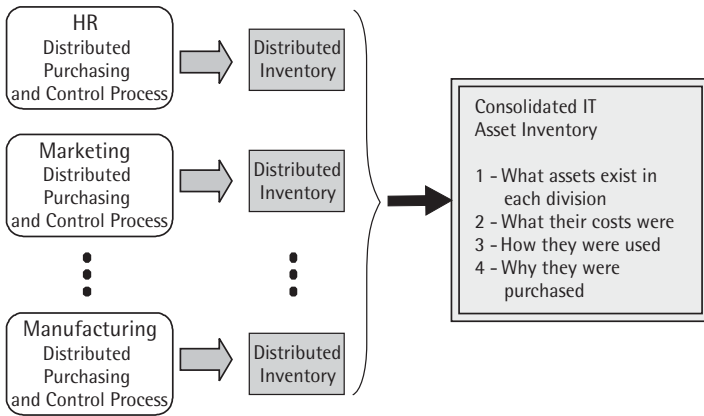 HR
Distributed
Purchasing
and Control Process
Distributed
Inventory
Marketing
Distributed
Purchasing
and Control Process
Distributed
Inventory
Manufacturing
Distributed
Purchasing
and Control Process
Distributed
Inventory
Consolidated IT
Asset Inventory
1 - What assets exist in
each division
2 - What their costs were
3 - How they were used
4 - Why they were
purchased